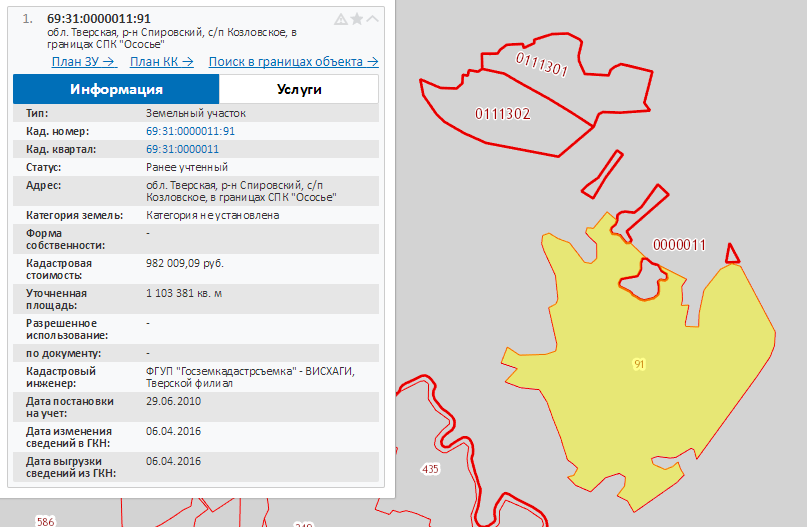 1. 69:31:0000011:91
обл. Тверская, р-н Спировский, с/п Козловское, в
границах СПК "Ососье"
План ЗУ → План КК → Поиск в границах объекта →
Информация Услуги
Тип: Земельный участок
Кад. номер: 69:31:0000011:91
Кад. квартал: 69:31:0000011
Статус: Ранее учтенный
Адрес: обл. Тверская, р-н Спировский, с/п
Козловское, в границах СПК "Ососье"
Категория земель: Категория не установлена
Форма
собственности: -
Кадастровая
стоимость: 982 009,09 руб.
Уточненная
площадь: 1 103 381 кв. м
Разрешенное
использование: -
по документу: -
Кадастровый
инженер: ФГУП "Госземкадастрсъемка" - ВИСХАГИ,
Тверской филиал
Дата постановки
на учет: 29.06.2010
Дата изменения
сведений в ГКН: 06.04.2016
Дата выгрузки
сведений из ГКН: 06.04.2016
0111301
0111302
0000011
91
435
586